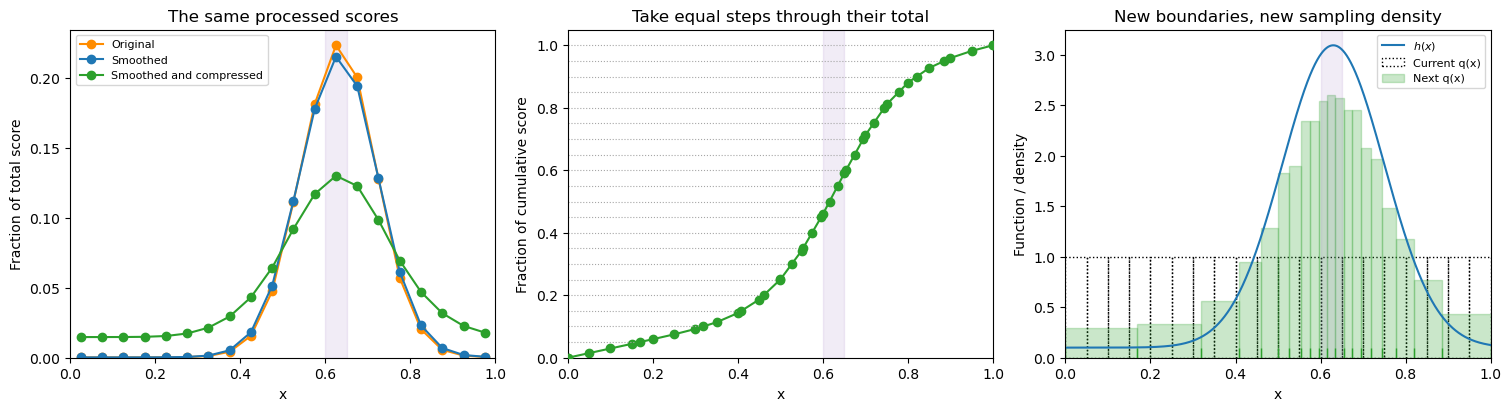 The same processed scores
Fraction of total score
0.20
0.15
0.10
0.05
0.00
Original
Smoothed
Smoothed and compressed
0.0 0.2 0.4 0.6 0.8 1.0
x
Take equal steps through their total
Fraction of cumulative score
1.0
0.8
0.6
0.4
0.2
0.0
0.0 0.2 0.4 0.6 0.8 1.0
x
New boundaries, new sampling density
Function / density
3.0
2.5
2.0
1.5
1.0
0.5
0.0
h(x)
Current q(x)
Next q(x)
0.0 0.2 0.4 0.6 0.8 1.0
x